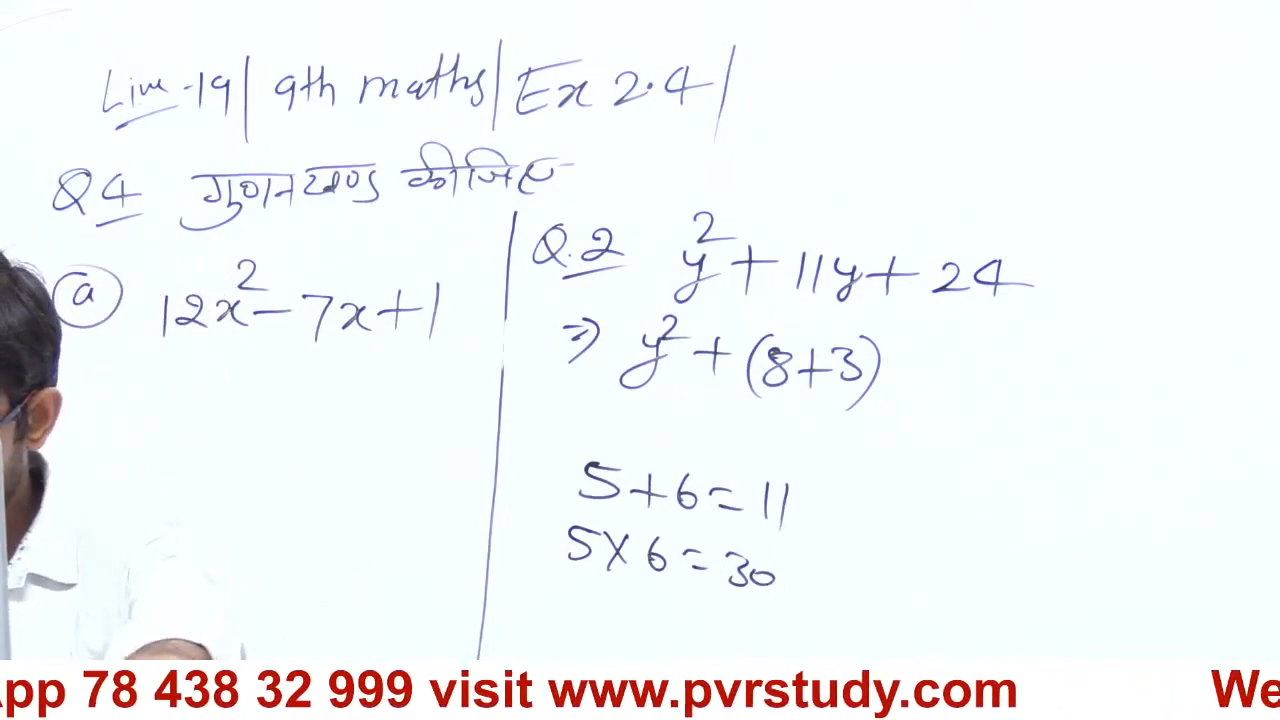 Live-19| 9th maths| Ex 2.4|
Q4 गुणनखण्ड कीजिए
(a) 12x² - 7x + 1
Q.2 y² + 11y + 24
⇒ y² + (8+3)
5 + 6 = 11
5 × 6 = 30
App 78 438 32 999 visit www.pvrstudy.com We